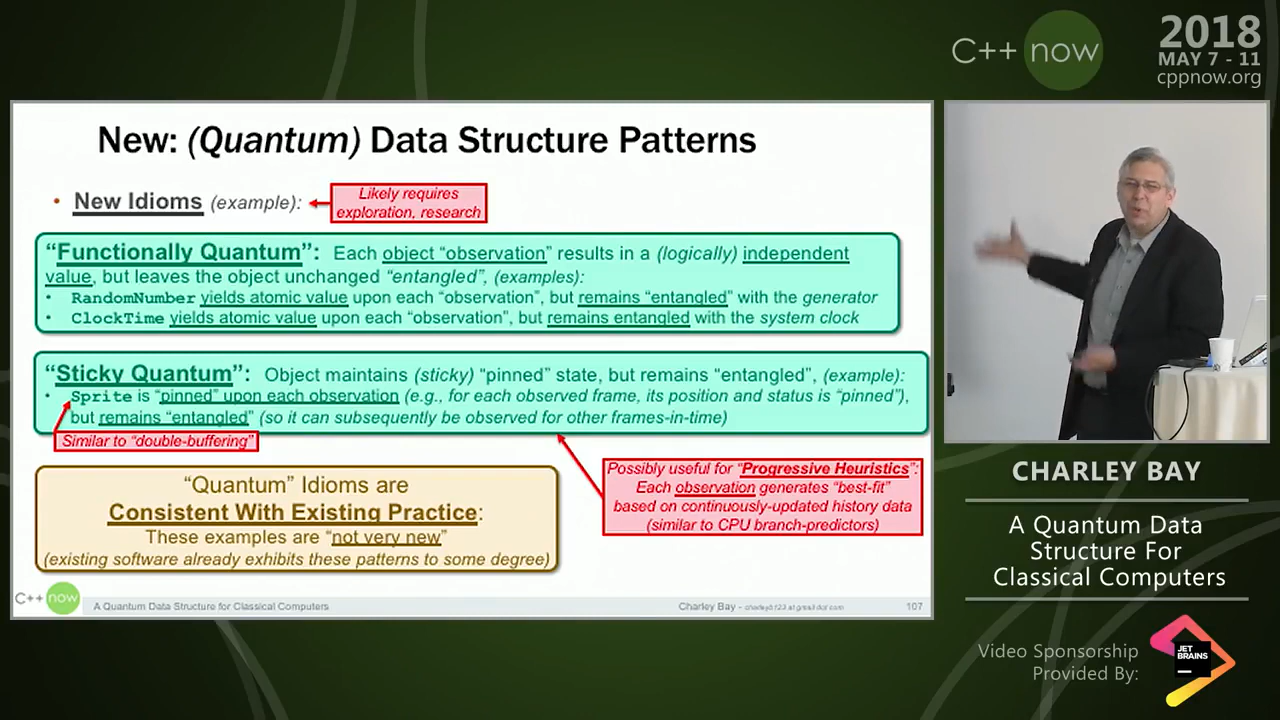 C++ now
2018
MAY 7 - 11
cppnow.org
New: (Quantum) Data Structure Patterns
• New Idioms (example):
Likely requires
exploration, research
“Functionally Quantum”: Each object “observation” results in a (logically) independent
value, but leaves the object unchanged “entangled”, (examples):
• RandomNumber yields atomic value upon each “observation”, but remains “entangled” with the generator
• ClockTime yields atomic value upon each “observation”, but remains entangled with the system clock
“Sticky Quantum”: Object maintains (sticky) “pinned” state, but remains “entangled”, (example):
• Sprite is “pinned” upon each observation (e.g., for each observed frame, its position and status is “pinned”),
but remains “entangled” (so it can subsequently be observed for other frames-in-time)
Similar to “double-buffering”
Possibly useful for “Progressive Heuristics”:
Each observation generates “best-fit”
based on continuously-updated history data
(similar to CPU branch-predictors)
“Quantum” Idioms are
Consistent With Existing Practice:
These examples are “not very new”
(existing software already exhibits these patterns to some degree)
C++ now
A Quantum Data Structure for Classical Computers
Charley Bay –
107
CHARLEY BAY
A Quantum Data
Structure For
Classical Computers
Video Sponsorship
Provided By:
JET
BRAINS